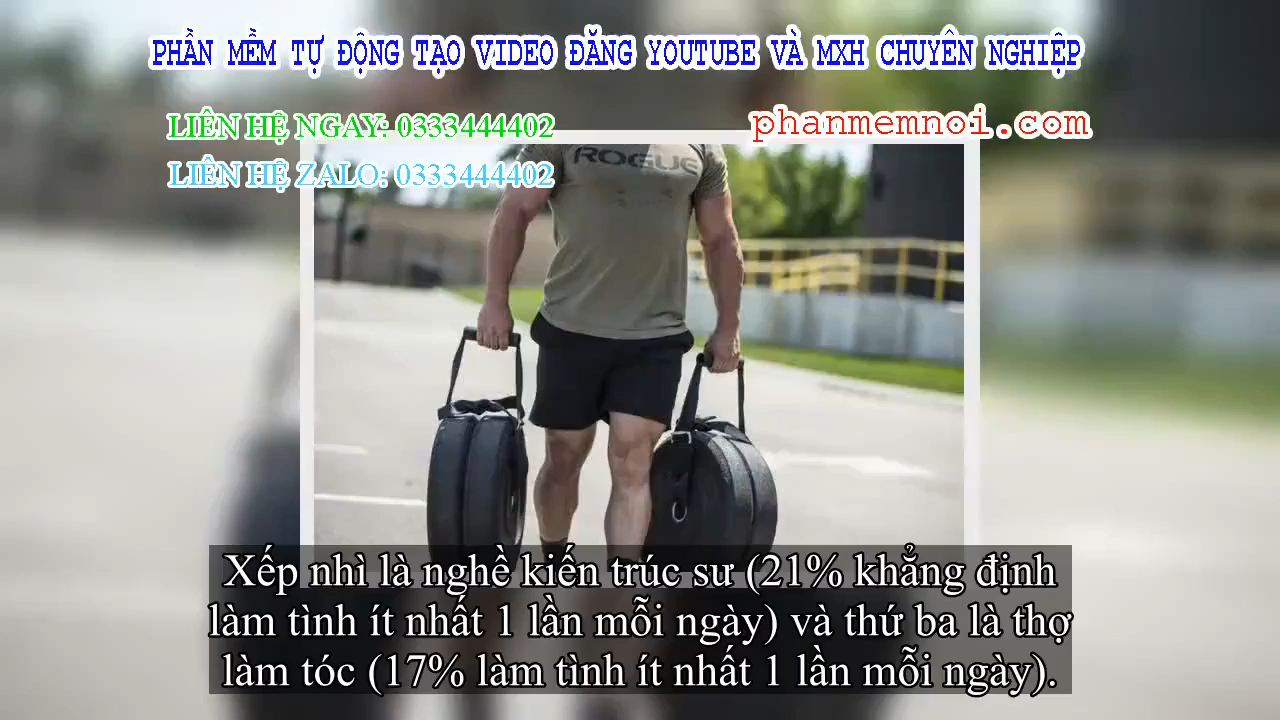 PHẦN MỀM TỰ ĐỘNG TẠO VIDEO ĐĂNG YOUTUBE VÀ MXH CHUYÊN NGHIỆP
LIÊN HỆ NGAY: 0333444402
phanmemnoi.com
LIÊN HỆ ZALO: 0333444402
ROGUE
Xếp nhì là nghề kiến trúc sư (21% khẳng định
làm tình ít nhất 1 lần mỗi ngày) và thứ ba là thợ
làm tóc (17% làm tình ít nhất 1 lần mỗi ngày).